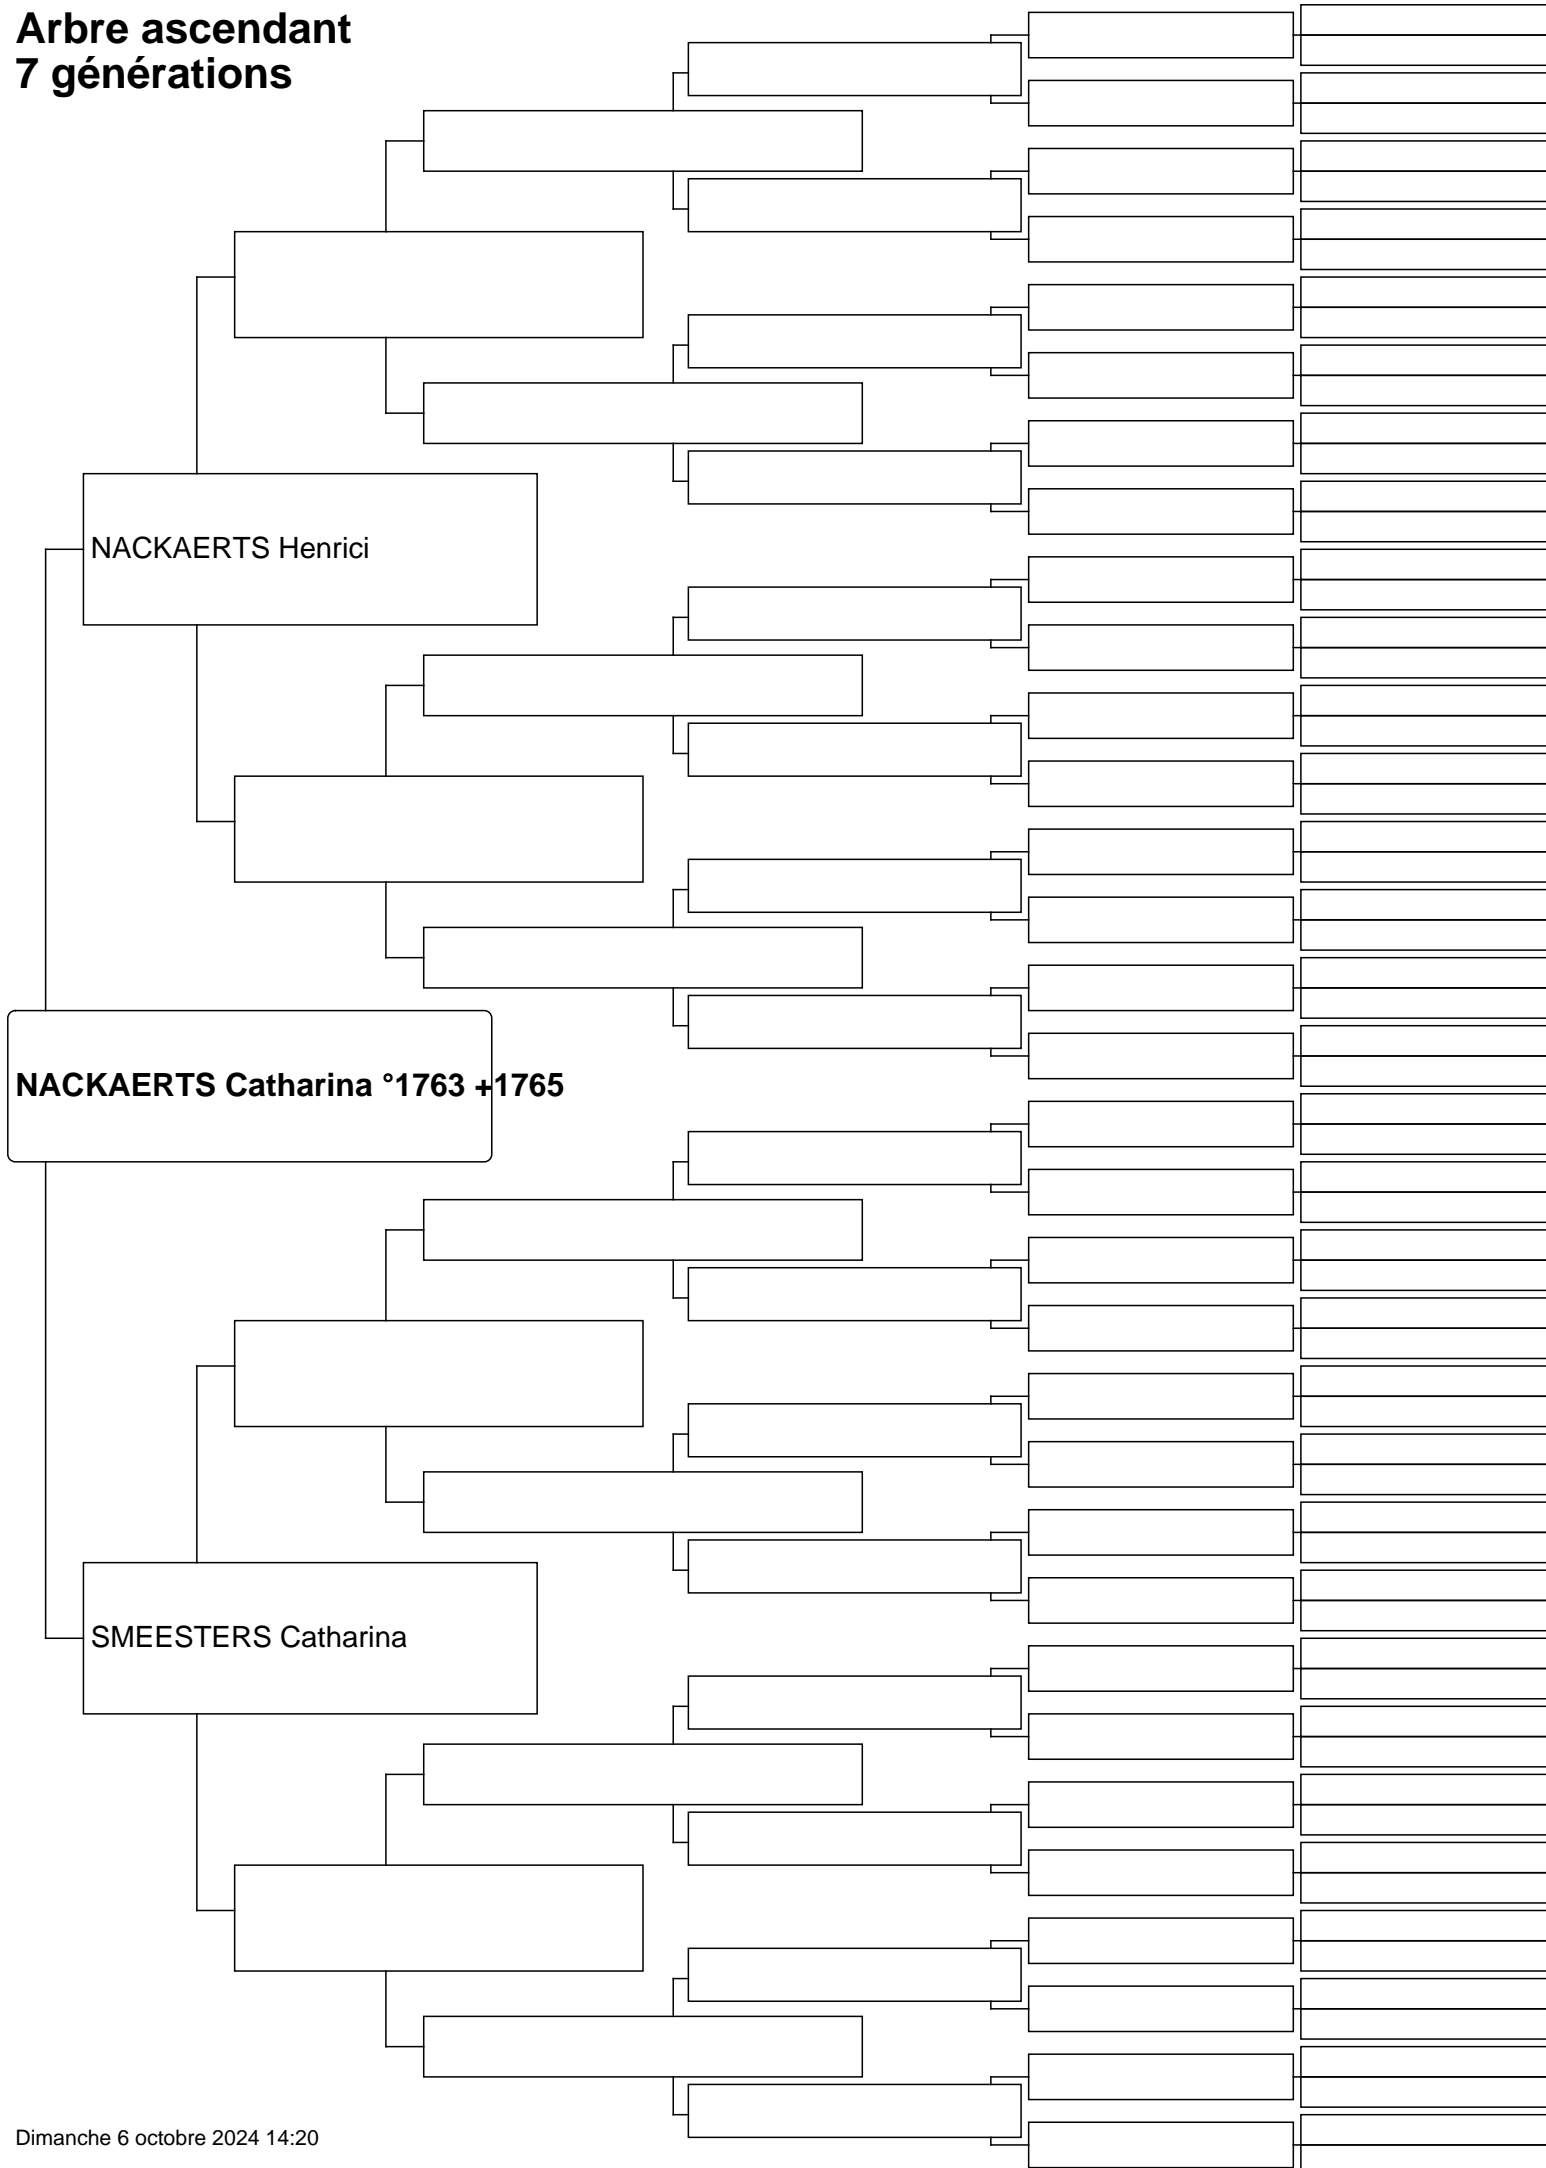 Arbre ascendant
7 générations
NACKAERTS Henrici
NACKAERTS Catharina °1763 +1765
SMEESTERS Catharina
Dimanche 6 octobre 2024 14:20